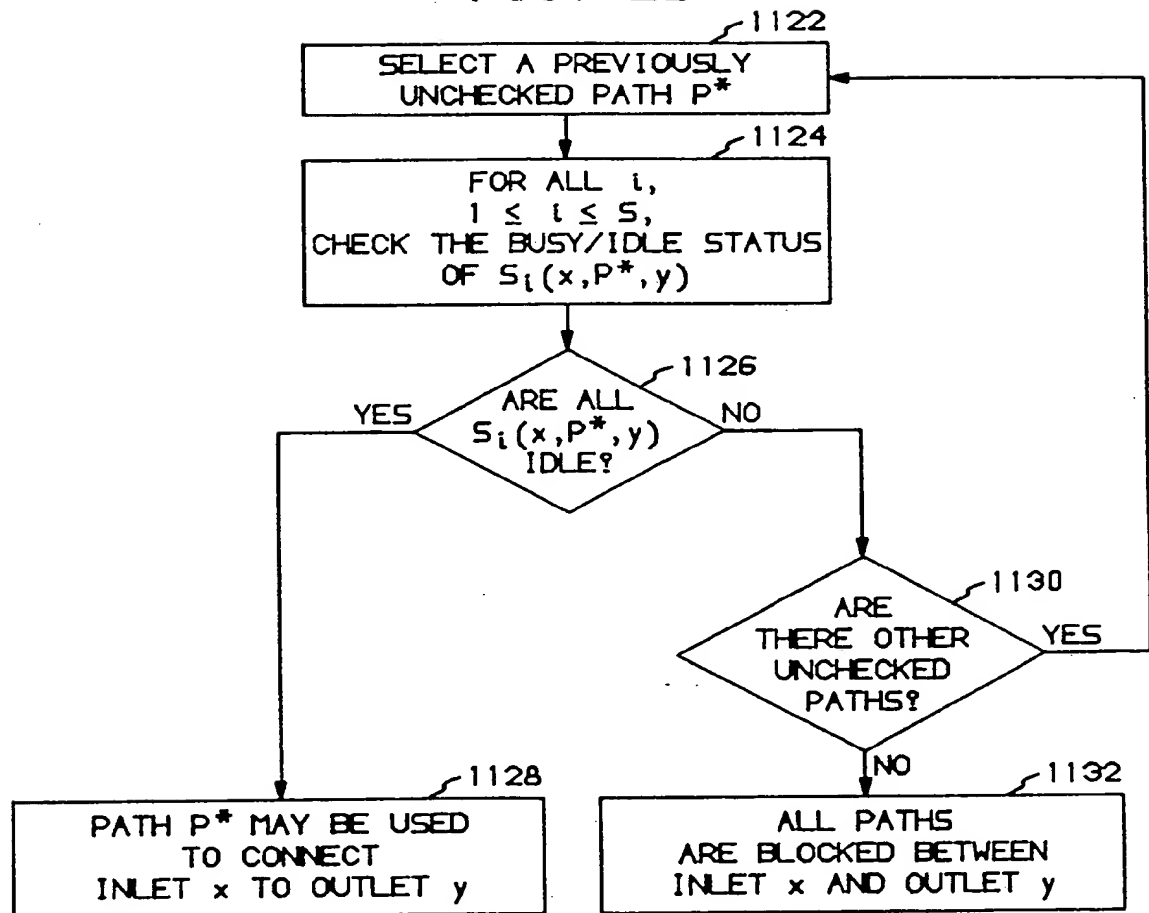 1122
SELECT A PREVIOUSLY
UNCHECKED PATH P*
1124
FOR ALL i,
1 ≤ i ≤ S,
CHECK THE BUSY/IDLE STATUS
OF Si(x,P*,y)
1126
YES
ARE ALL
Si(x,P*,y)
IDLE?
NO
1130
ARE
THERE OTHER
UNCHECKED
PATHS?
YES
NO
1128
PATH P* MAY BE USED
TO CONNECT
INLET x TO OUTLET y
1132
ALL PATHS
ARE BLOCKED BETWEEN
INLET x AND OUTLET y